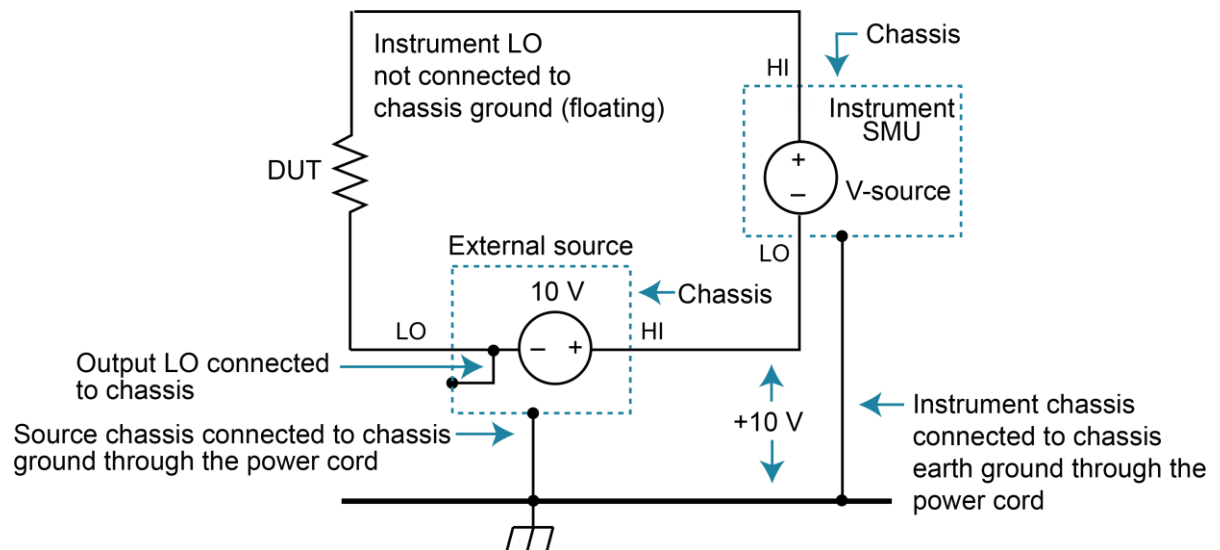 Instrument LO
not connected to
chassis ground (floating)
Chassis
HI
Instrument
SMU
+
–
V-source
LO
DUT
External source
10 V
Chassis
LO
–
+
HI
Output LO connected
to chassis
Source chassis connected to chassis
ground through the power cord
+10 V
Instrument chassis
connected to chassis
earth ground through the
power cord